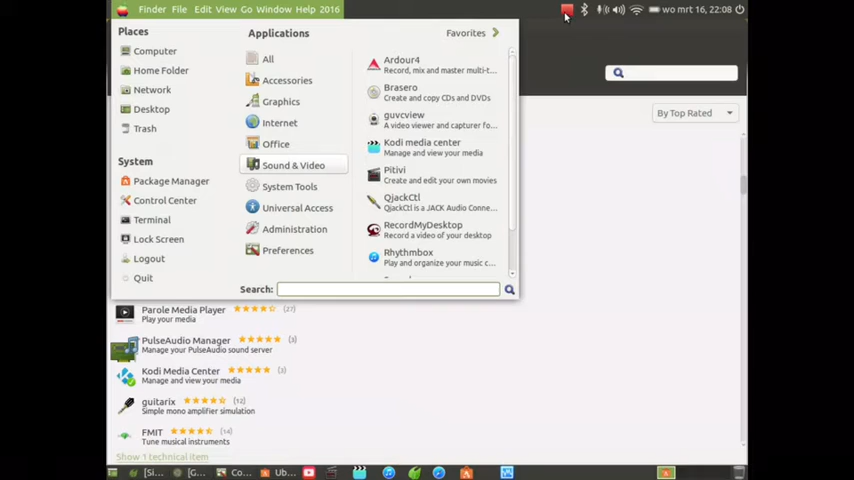 Finder File Edit View Go Window Help 2016
wo mrt 16, 22:08
Places
Computer
Home Folder
Network
Desktop
Trash
System
Package Manager
Control Center
Terminal
Lock Screen
Logout
Quit
Applications
All
Accessories
Graphics
Internet
Office
Sound & Video
System Tools
Universal Access
Administration
Preferences
Favorites
Ardour4
Record, mix and master multi-t...
Brasero
Create and copy CDs and DVDs
guvcview
A video viewer and capturer fo...
Kodi media center
Manage and view your media
Pitivi
Create and edit your own movies
QjackCtl
QjackCtl is a JACK Audio Conne...
RecordMyDesktop
Record a video of your desktop
Rhythmbox
Play and organize your music c...
Search:
By Top Rated
Parole Media Player (27)
Play your media
PulseAudio Manager (3)
Manage your PulseAudio sound server
Kodi Media Center (3)
Manage and view your media
guitarix (12)
Simple mono amplifier simulation
FMIT (14)
Tune musical instruments
Show 1 technical item
[Si... [G... Co... Ub...